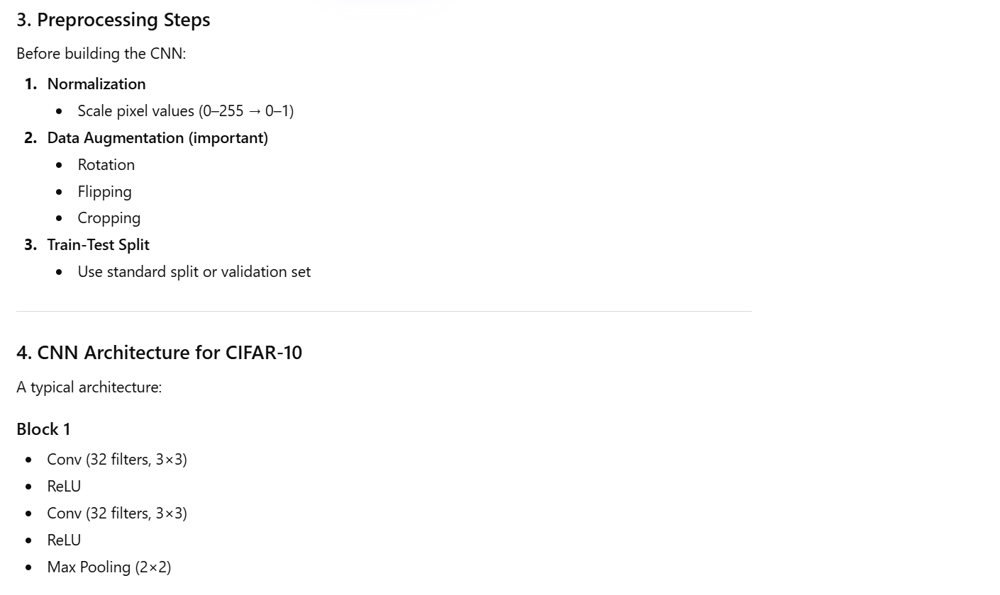 3. Preprocessing Steps
Before building the CNN:
1. Normalization
• Scale pixel values (0–255 → 0–1)
2. Data Augmentation (important)
• Rotation
• Flipping
• Cropping
3. Train-Test Split
• Use standard split or validation set
4. CNN Architecture for CIFAR-10
A typical architecture:
Block 1
• Conv (32 filters, 3×3)
• ReLU
• Conv (32 filters, 3×3)
• ReLU
• Max Pooling (2×2)